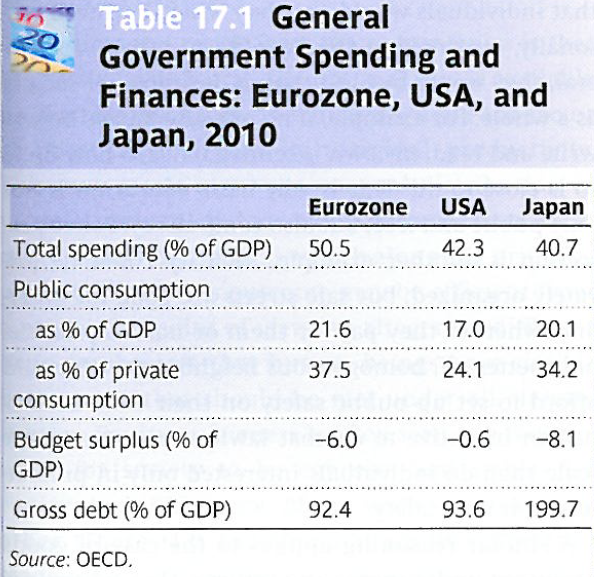 10
20
20
Table 17.1 General
Government Spending and
Finances: Eurozone, USA, and
Japan, 2010
Eurozone USA Japan
Total spending (% of GDP) 50.5 42.3 40.7
Public consumption
as % of GDP 21.6 17.0 20.1
as % of private 37.5 24.1 34.2
consumption
Budget surplus (% of −6.0 −0.6 −8.1
GDP)
Gross debt (% of GDP) 92.4 93.6 199.7
Source: OECD.